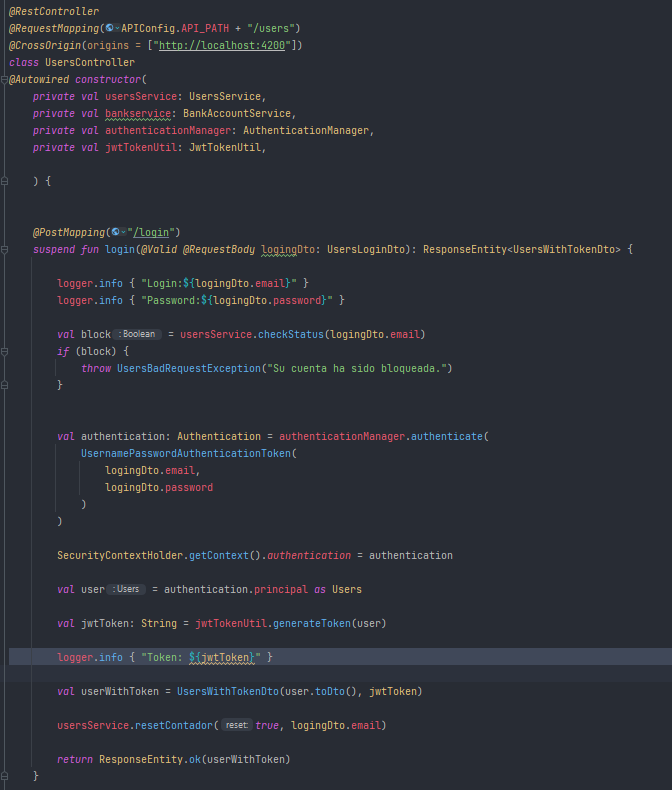 @RestController
@RequestMapping(APIConfig.API_PATH + "/users")
@CrossOrigin(origins = ["http://localhost:4200"])
class UsersController
@Autowired constructor(
    private val usersService: UsersService,
    private val bankservice: BankAccountService,
    private val authenticationManager: AuthenticationManager,
    private val jwtTokenUtil: JwtTokenUtil,
    ) {
    @PostMapping("/login")
    suspend fun login(@Valid @RequestBody logingDto: UsersLoginDto): ResponseEntity<UsersWithTokenDto> {
        logger.info { "Login:${logingDto.email}" }
        logger.info { "Password:${logingDto.password}" }
        val block : Boolean = usersService.checkStatus(logingDto.email)
        if (block) {
            throw UsersBadRequestException("Su cuenta ha sido bloqueada.")
        }
        val authentication: Authentication = authenticationManager.authenticate(
            UsernamePasswordAuthenticationToken(
                logingDto.email,
                logingDto.password
            )
        )
        SecurityContextHolder.getContext().authentication = authentication
        val user : Users = authentication.principal as Users
        val jwtToken: String = jwtTokenUtil.generateToken(user)
        logger.info { "Token: ${jwtToken}" }
        val userWithToken = UsersWithTokenDto(user.toDto(), jwtToken)
        usersService.resetContador( reset: true, logingDto.email)
        return ResponseEntity.ok(userWithToken)
    }